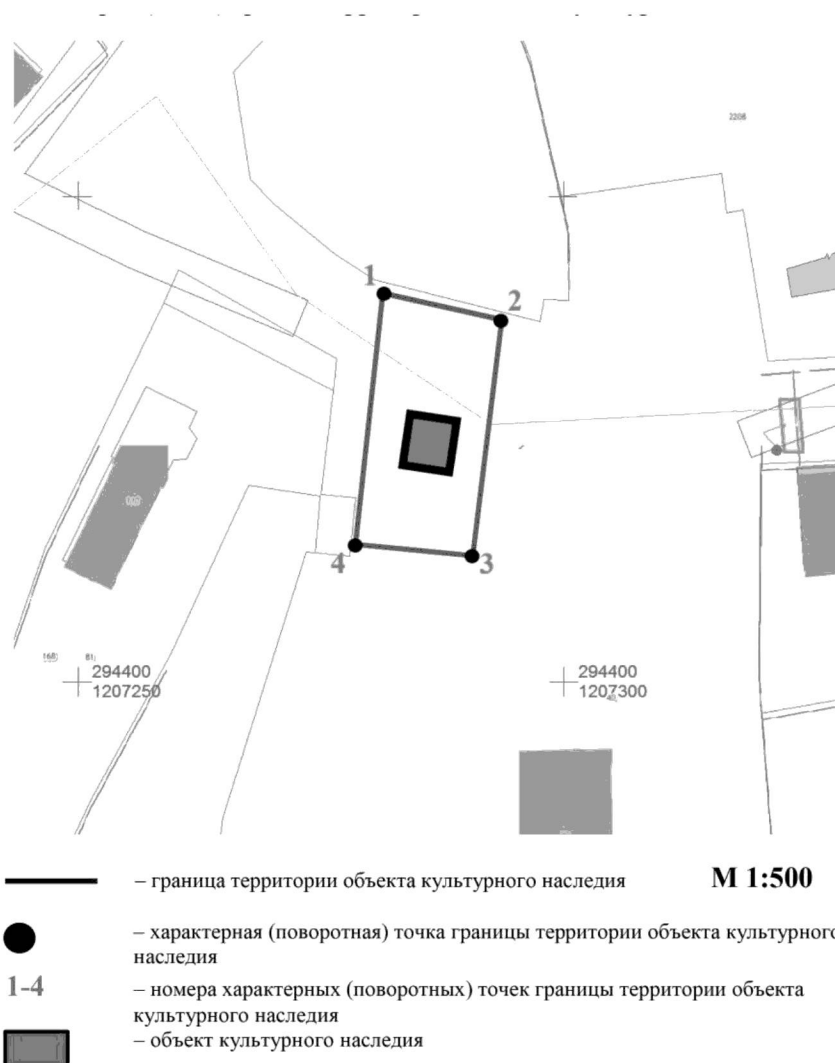 2208
1
2
4
3
294400
1207250
294400
1207300
– граница территории объекта культурного наследия
М 1:500
– характерная (поворотная) точка границы территории объекта культурного
наследия
1-4
– номера характерных (поворотных) точек границы территории объекта
культурного наследия
– объект культурного наследия